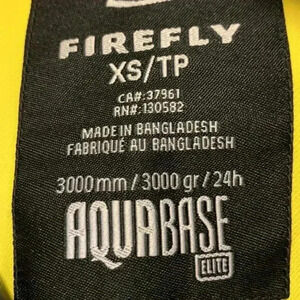 FIREFLY
XS/TP
CA#:37961
RN#:130582
MADE IN BANGLADESH
FABRIQUÉ AU BANGLADESH
3000mm / 3000 gr / 24h
AQUABASE
ELITE